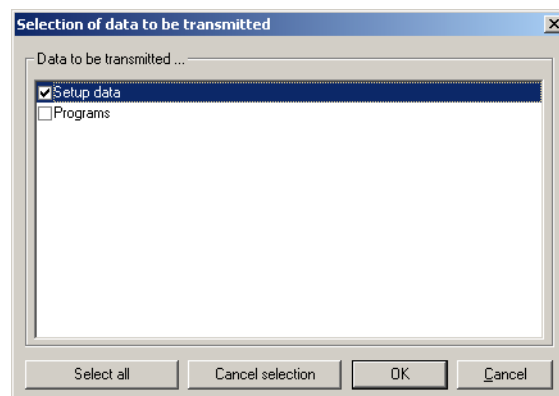 Selection of data to be transmitted
Data to be transmitted ...
Setup data
Programs
Select all
Cancel selection
OK
Cancel